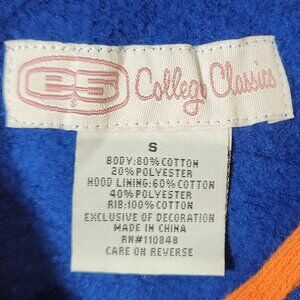 e5 College Classics
S
BODY:80% COTTON
20% POLYESTER
HOOD LINING:60% COTTON
40% POLYESTER
RIB:100% COTTON
EXCLUSIVE OF DECORATION
MADE IN CHINA
RN#110848
CARE ON REVERSE